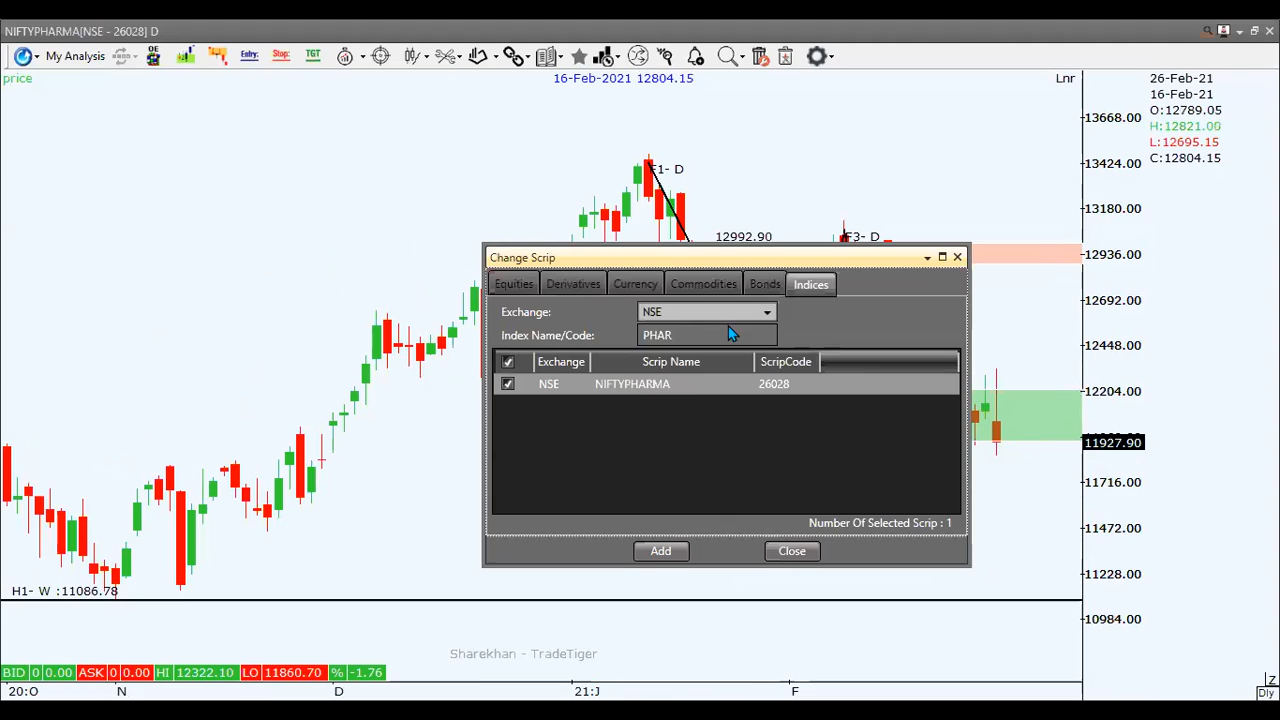 NIFTYPHARMA[NSE - 26028] D
My Analysis
OE
Entry:
Stop:
TGT
price
16-Feb-2021 12804.15
Lnr
26-Feb-21
16-Feb-21
O:12789.05
H:12821.00
L:12695.15
C:12804.15
13668.00
13424.00
13180.00
12936.00
12692.00
12448.00
12204.00
11927.90
11716.00
11472.00
11228.00
10984.00
F1- D
12992.90
F3- D
Change Scrip
Equities
Derivatives
Currency
Commodities
Bonds
Indices
Exchange:
NSE
Index Name/Code:
PHAR
Exchange
Scrip Name
ScripCode
NSE
NIFTYPHARMA
26028
Number Of Selected Scrip : 1
Add
Close
H1- W :11086.78
Sharekhan - TradeTiger
BID 0 0.00 ASK 0 0.00 HI 12322.10 LO 11860.70 % -1.76
20:O
N
D
21:J
F
Z
Dly